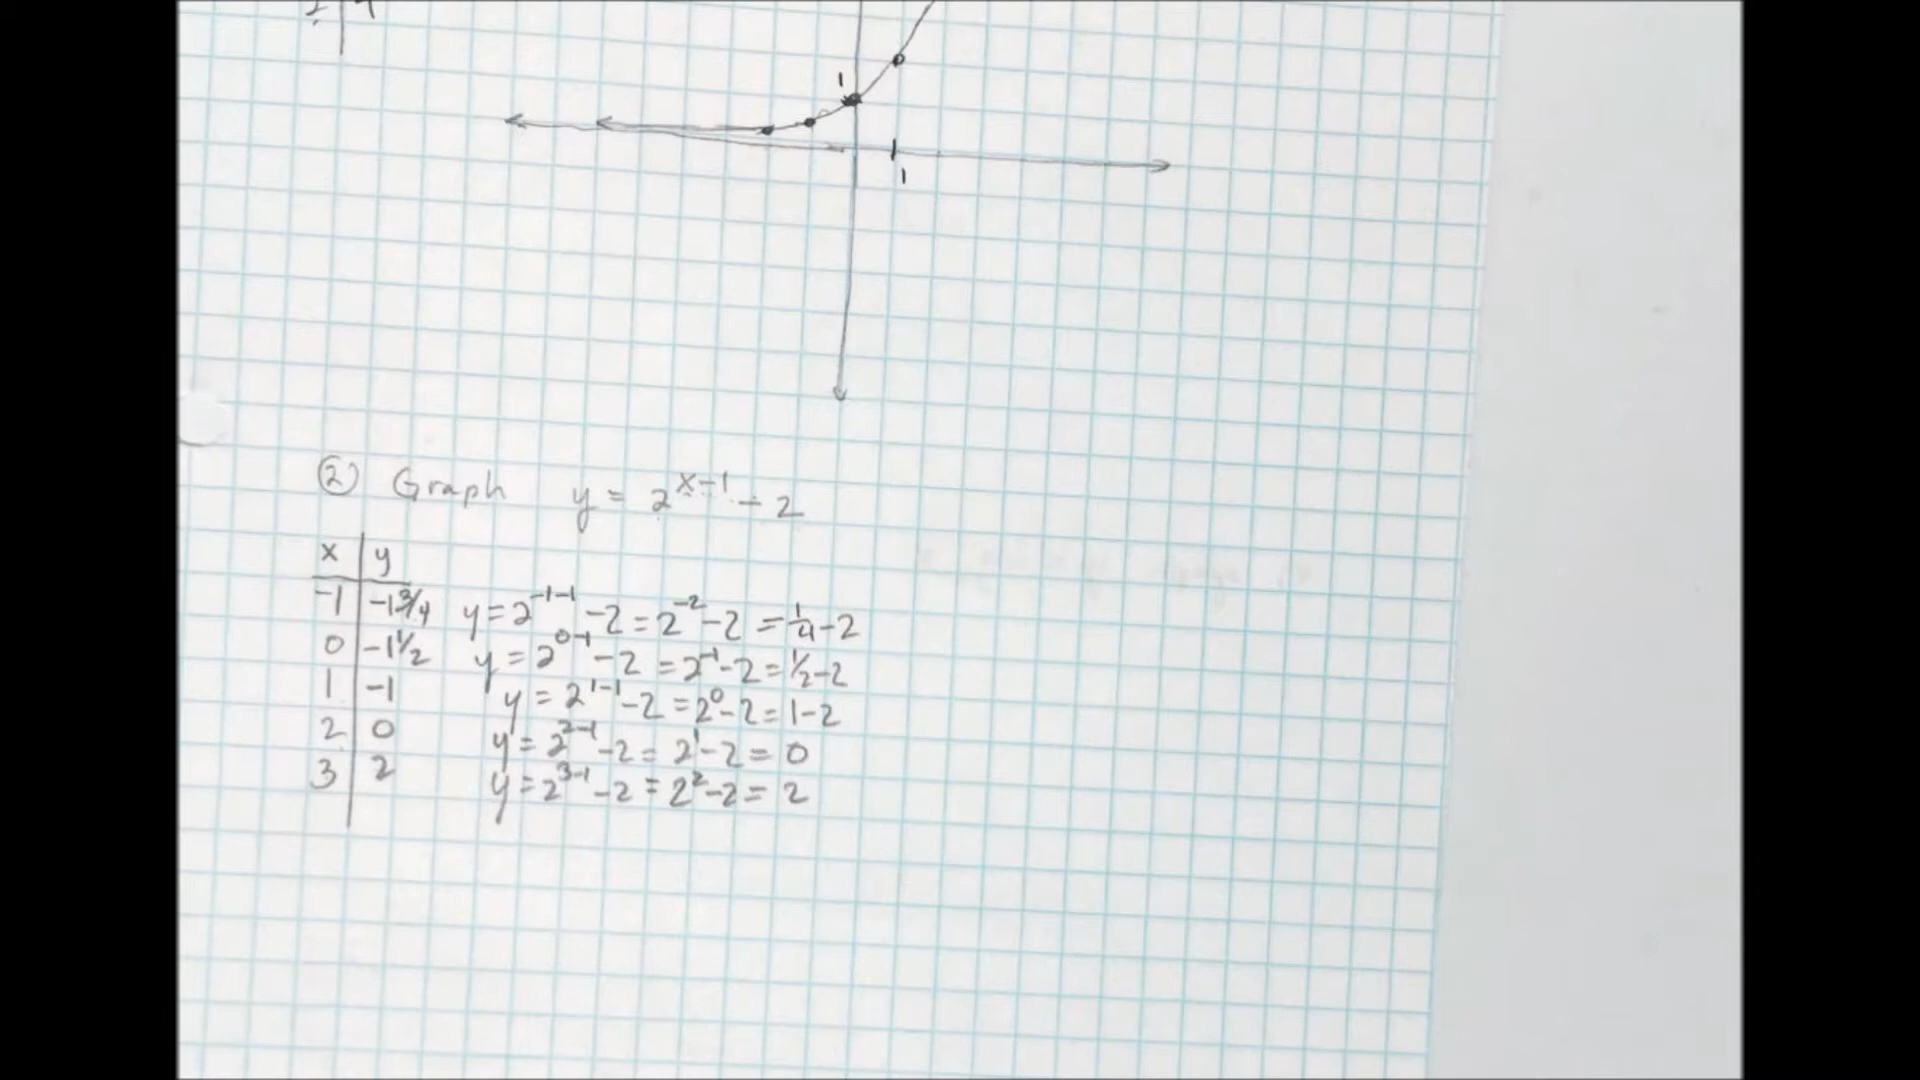 1
1
② Graph y = 2^(x-1) - 2
x | y
-1 | -1 3/4 y = 2^(-1-1) - 2 = 2^(-2) - 2 = 1/4 - 2
0 | -1 1/2 y = 2^(0-1) - 2 = 2^(-1) - 2 = 1/2 - 2
1 | -1 y = 2^(1-1) - 2 = 2^0 - 2 = 1 - 2
2 | 0 y = 2^(2-1) - 2 = 2^1 - 2 = 0
3 | 2 y = 2^(3-1) - 2 = 2^2 - 2 = 2